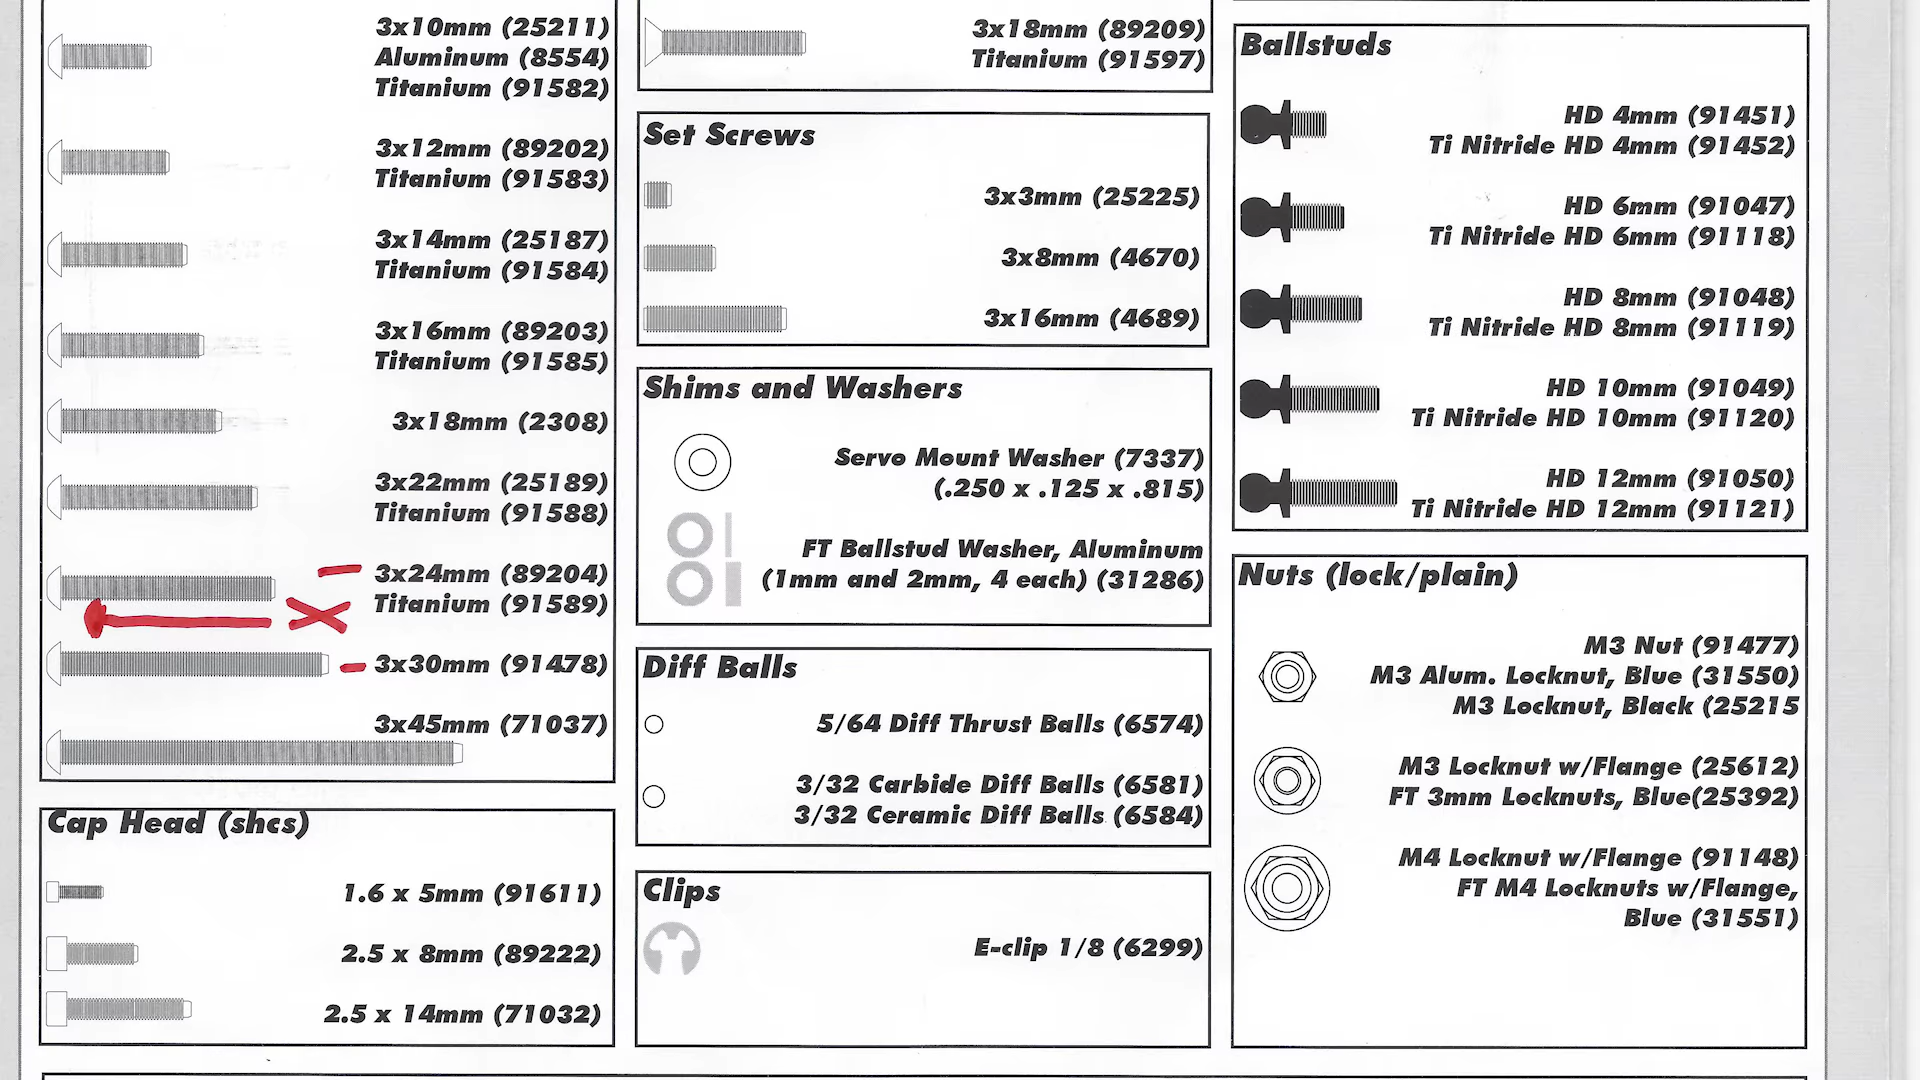 3x10mm (25211)
Aluminum (8554)
Titanium (91582)
3x12mm (89202)
Titanium (91583)
3x14mm (25187)
Titanium (91584)
3x16mm (89203)
Titanium (91585)
3x18mm (2308)
3x22mm (25189)
Titanium (91588)
3x24mm (89204)
Titanium (91589)
3x30mm (91478)
3x45mm (71037)
Cap Head (shcs)
1.6 x 5mm (91611)
2.5 x 8mm (89222)
2.5 x 14mm (71032)
3x18mm (89209)
Titanium (91597)
Set Screws
3x3mm (25225)
3x8mm (4670)
3x16mm (4689)
Shims and Washers
Servo Mount Washer (7337)
(.250 x .125 x .815)
FT Ballstud Washer, Aluminum
(1mm and 2mm, 4 each) (31286)
Diff Balls
5/64 Diff Thrust Balls (6574)
3/32 Carbide Diff Balls (6581)
3/32 Ceramic Diff Balls (6584)
Clips
E-clip 1/8 (6299)
Ballstuds
HD 4mm (91451)
Ti Nitride HD 4mm (91452)
HD 6mm (91047)
Ti Nitride HD 6mm (91118)
HD 8mm (91048)
Ti Nitride HD 8mm (91119)
HD 10mm (91049)
Ti Nitride HD 10mm (91120)
HD 12mm (91050)
Ti Nitride HD 12mm (91121)
Nuts (lock/plain)
M3 Nut (91477)
M3 Alum. Locknut, Blue (31550)
M3 Locknut, Black (25215
M3 Locknut w/Flange (25612)
FT 3mm Locknuts, Blue(25392)
M4 Locknut w/Flange (91148)
FT M4 Locknuts w/Flange,
Blue (31551)